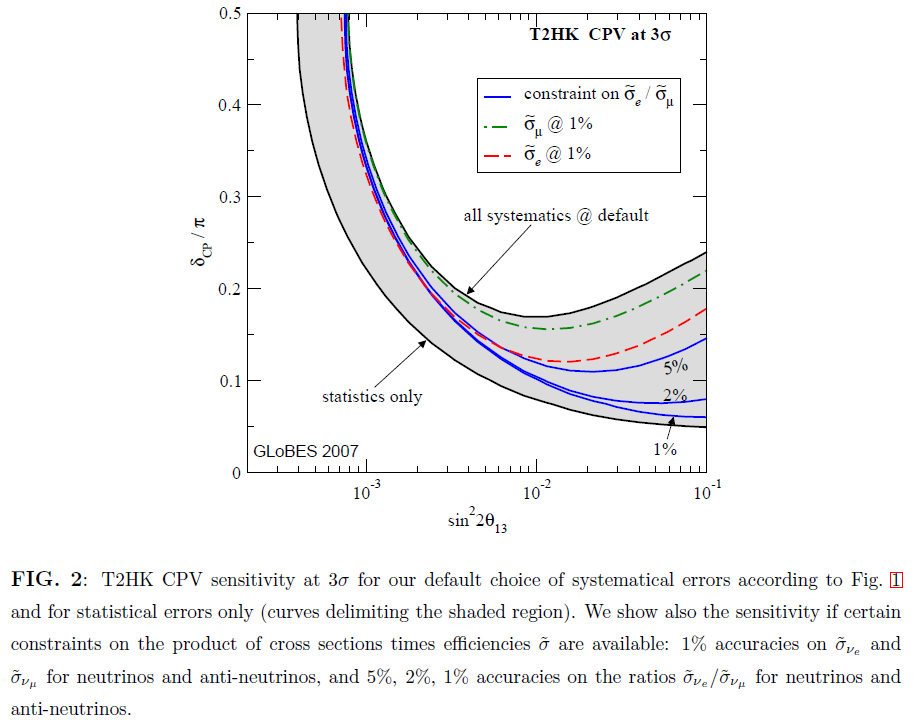 0.5
T2HK CPV at 3σ
constraint on σ̃e / σ̃μ
0.4
σ̃μ @ 1%
σ̃e @ 1%
0.3
all systematics @ default
δCP / π
0.2
5%
0.1
2%
statistics only
1%
GLoBES 2007
0
10⁻³ 10⁻² 10⁻¹
sin²2θ₁₃
FIG. 2: T2HK CPV sensitivity at 3σ for our default choice of systematical errors according to Fig. 1
and for statistical errors only (curves delimiting the shaded region). We show also the sensitivity if certain
constraints on the product of cross sections times efficiencies σ̃ are available: 1% accuracies on σ̃νe and
σ̃νμ for neutrinos and anti-neutrinos, and 5%, 2%, 1% accuracies on the ratios σ̃νe/σ̃νμ for neutrinos and
anti-neutrinos.